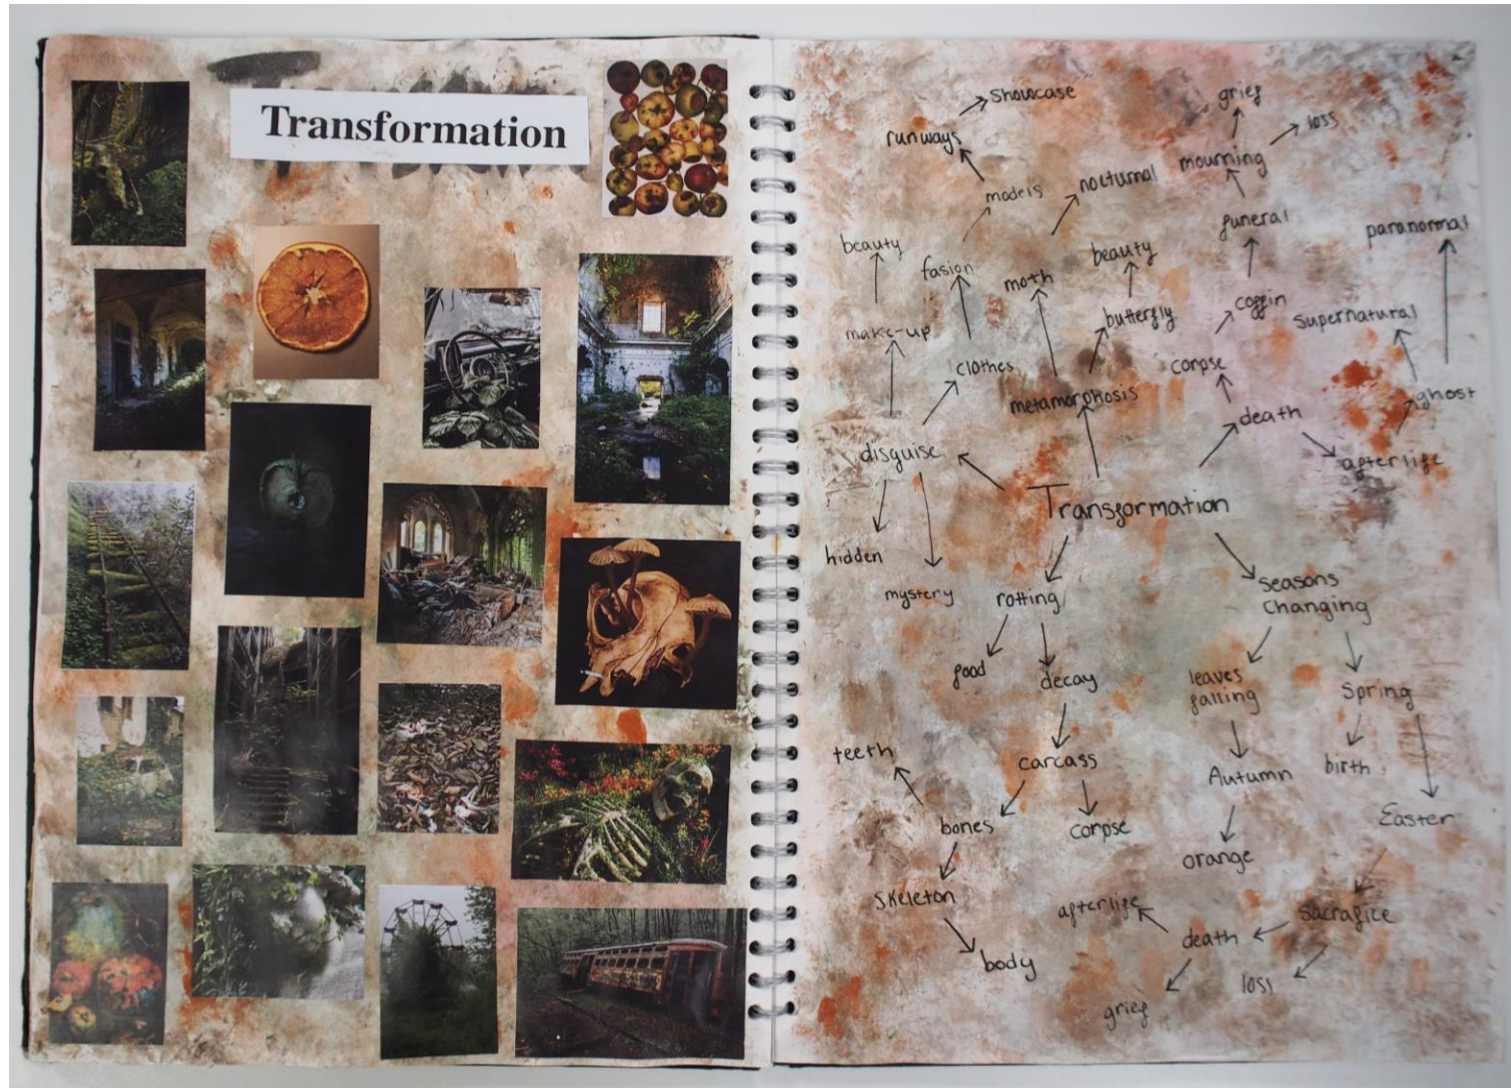 Transformation
showcase
grief
loss
runways
mourning
models
nocturnal
funeral
paranormal
beauty
fasion
moth
beauty
coffin
supernatural
make-up
butterfly
clothes
corpse
ghost
metamorphosis
death
disguise
afterlife
Transformation
hidden
mystery
rotting
seasons
changing
food
decay
leaves
falling
Spring
teeth
carcass
Autumn
birth
bones
corpse
Easter
orange
skeleton
afterlife
sacrafice
death
body
loss
grief